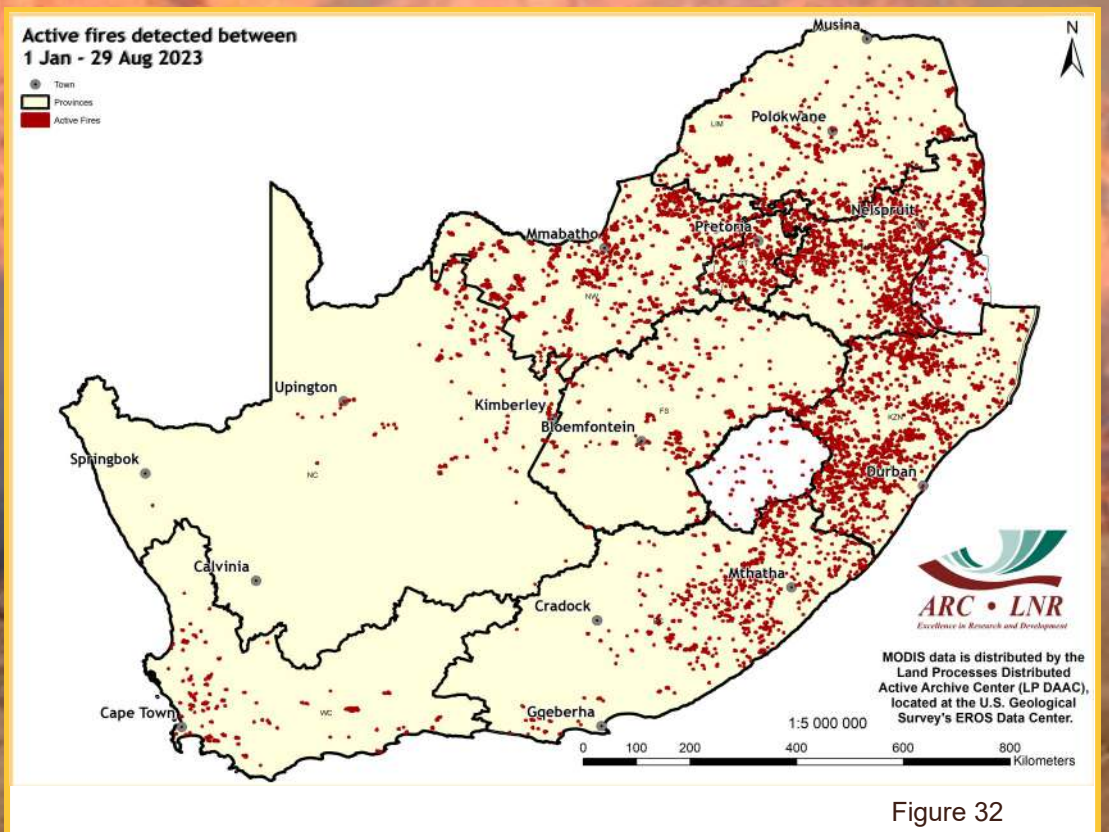 Active fires detected between
1 Jan - 29 Aug 2023
Town
Provinces
Active Fires
N
Musina
LIM
Polokwane
Nelspruit
Pretoria
Mmabatho
NW
Upington
Kimberley
FS
Bloemfontein
KZN
Springbok
NC
Durban
Calvinia
Mthatha
Cradock
Cape Town
WC
Gqeberha
ARC • LNR
Excellence in Research and Development
MODIS data is distributed by the
Land Processes Distributed
Active Archive Center (LP DAAC),
located at the U.S. Geological
Survey's EROS Data Center.
1:5 000 000
0 100 200 400 600 800
Kilometers
Figure 32